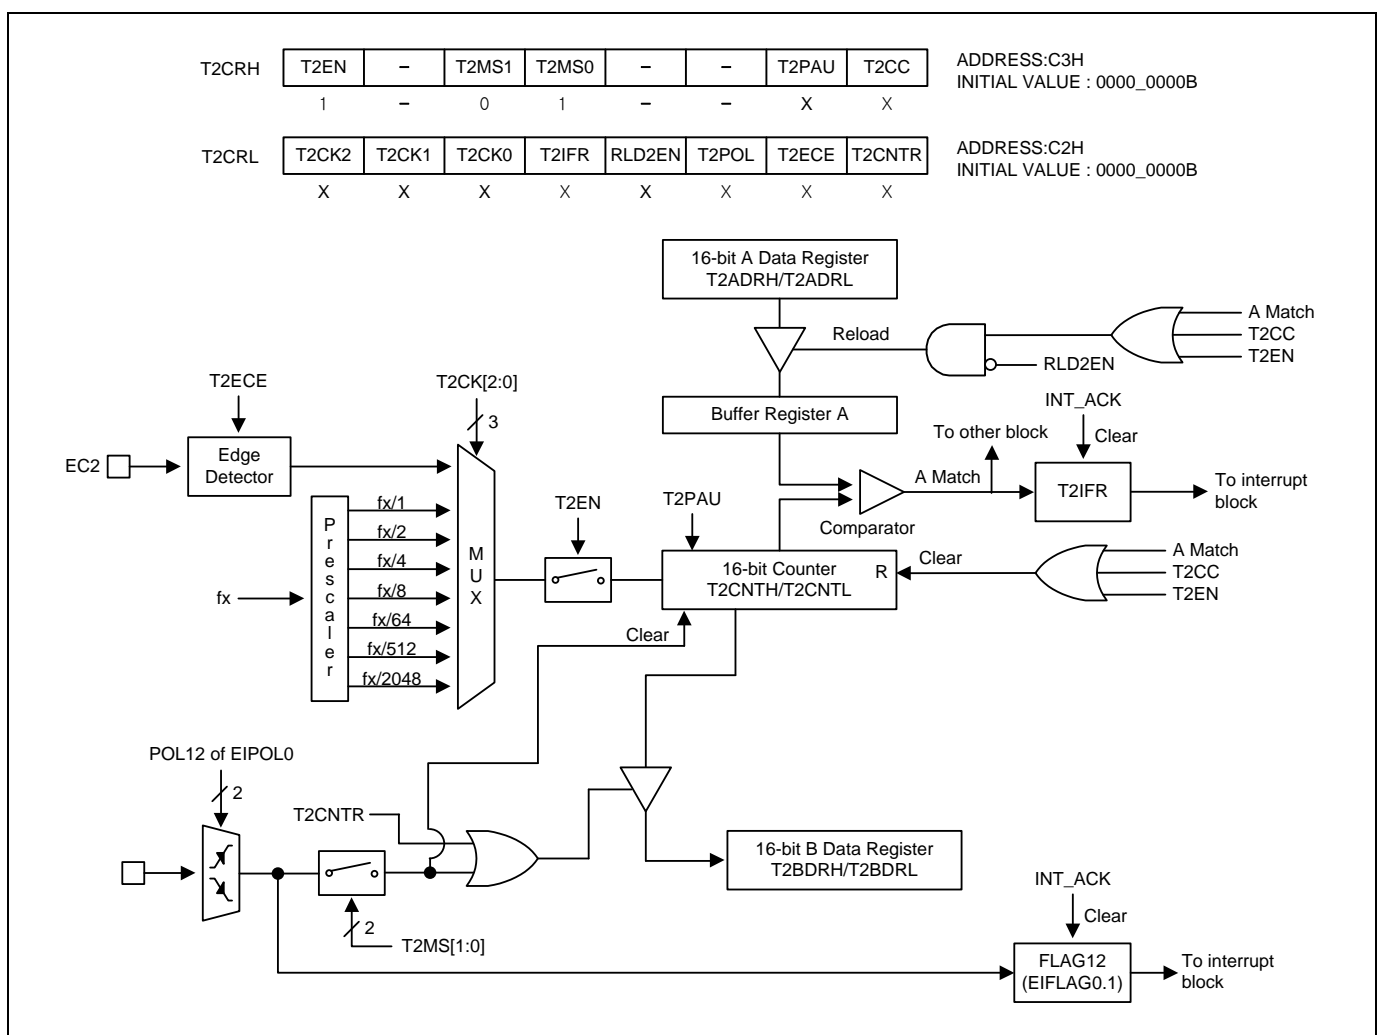 T2CRH T2EN – T2MS1 T2MS0 – – T2PAU T2CC
ADDRESS:C3H
INITIAL VALUE : 0000_0000B
1 – 0 1 – – X X
T2CRL T2CK2 T2CK1 T2CK0 T2IFR RLD2EN T2POL T2ECE T2CNTR
ADDRESS:C2H
INITIAL VALUE : 0000_0000B
X X X X X X X X
16-bit A Data Register
T2ADRH/T2ADRL
Reload
A Match
T2CC
T2EN
RLD2EN
T2ECE
T2CK[2:0]
3
Buffer Register A
INT_ACK
Clear
To other block
EC2
Edge
Detector
A Match
T2IFR
To interrupt
block
Comparator
Prescaler
fx/1
fx/2
fx/4
fx/8
fx/64
fx/512
fx/2048
fx
MUX
T2EN
T2PAU
16-bit Counter
T2CNTH/T2CNTL
R
Clear
A Match
T2CC
T2EN
Clear
POL12 of EIPOL0
2
T2CNTR
16-bit B Data Register
T2BDRH/T2BDRL
2
T2MS[1:0]
INT_ACK
Clear
FLAG12
(EIFLAG0.1)
To interrupt
block